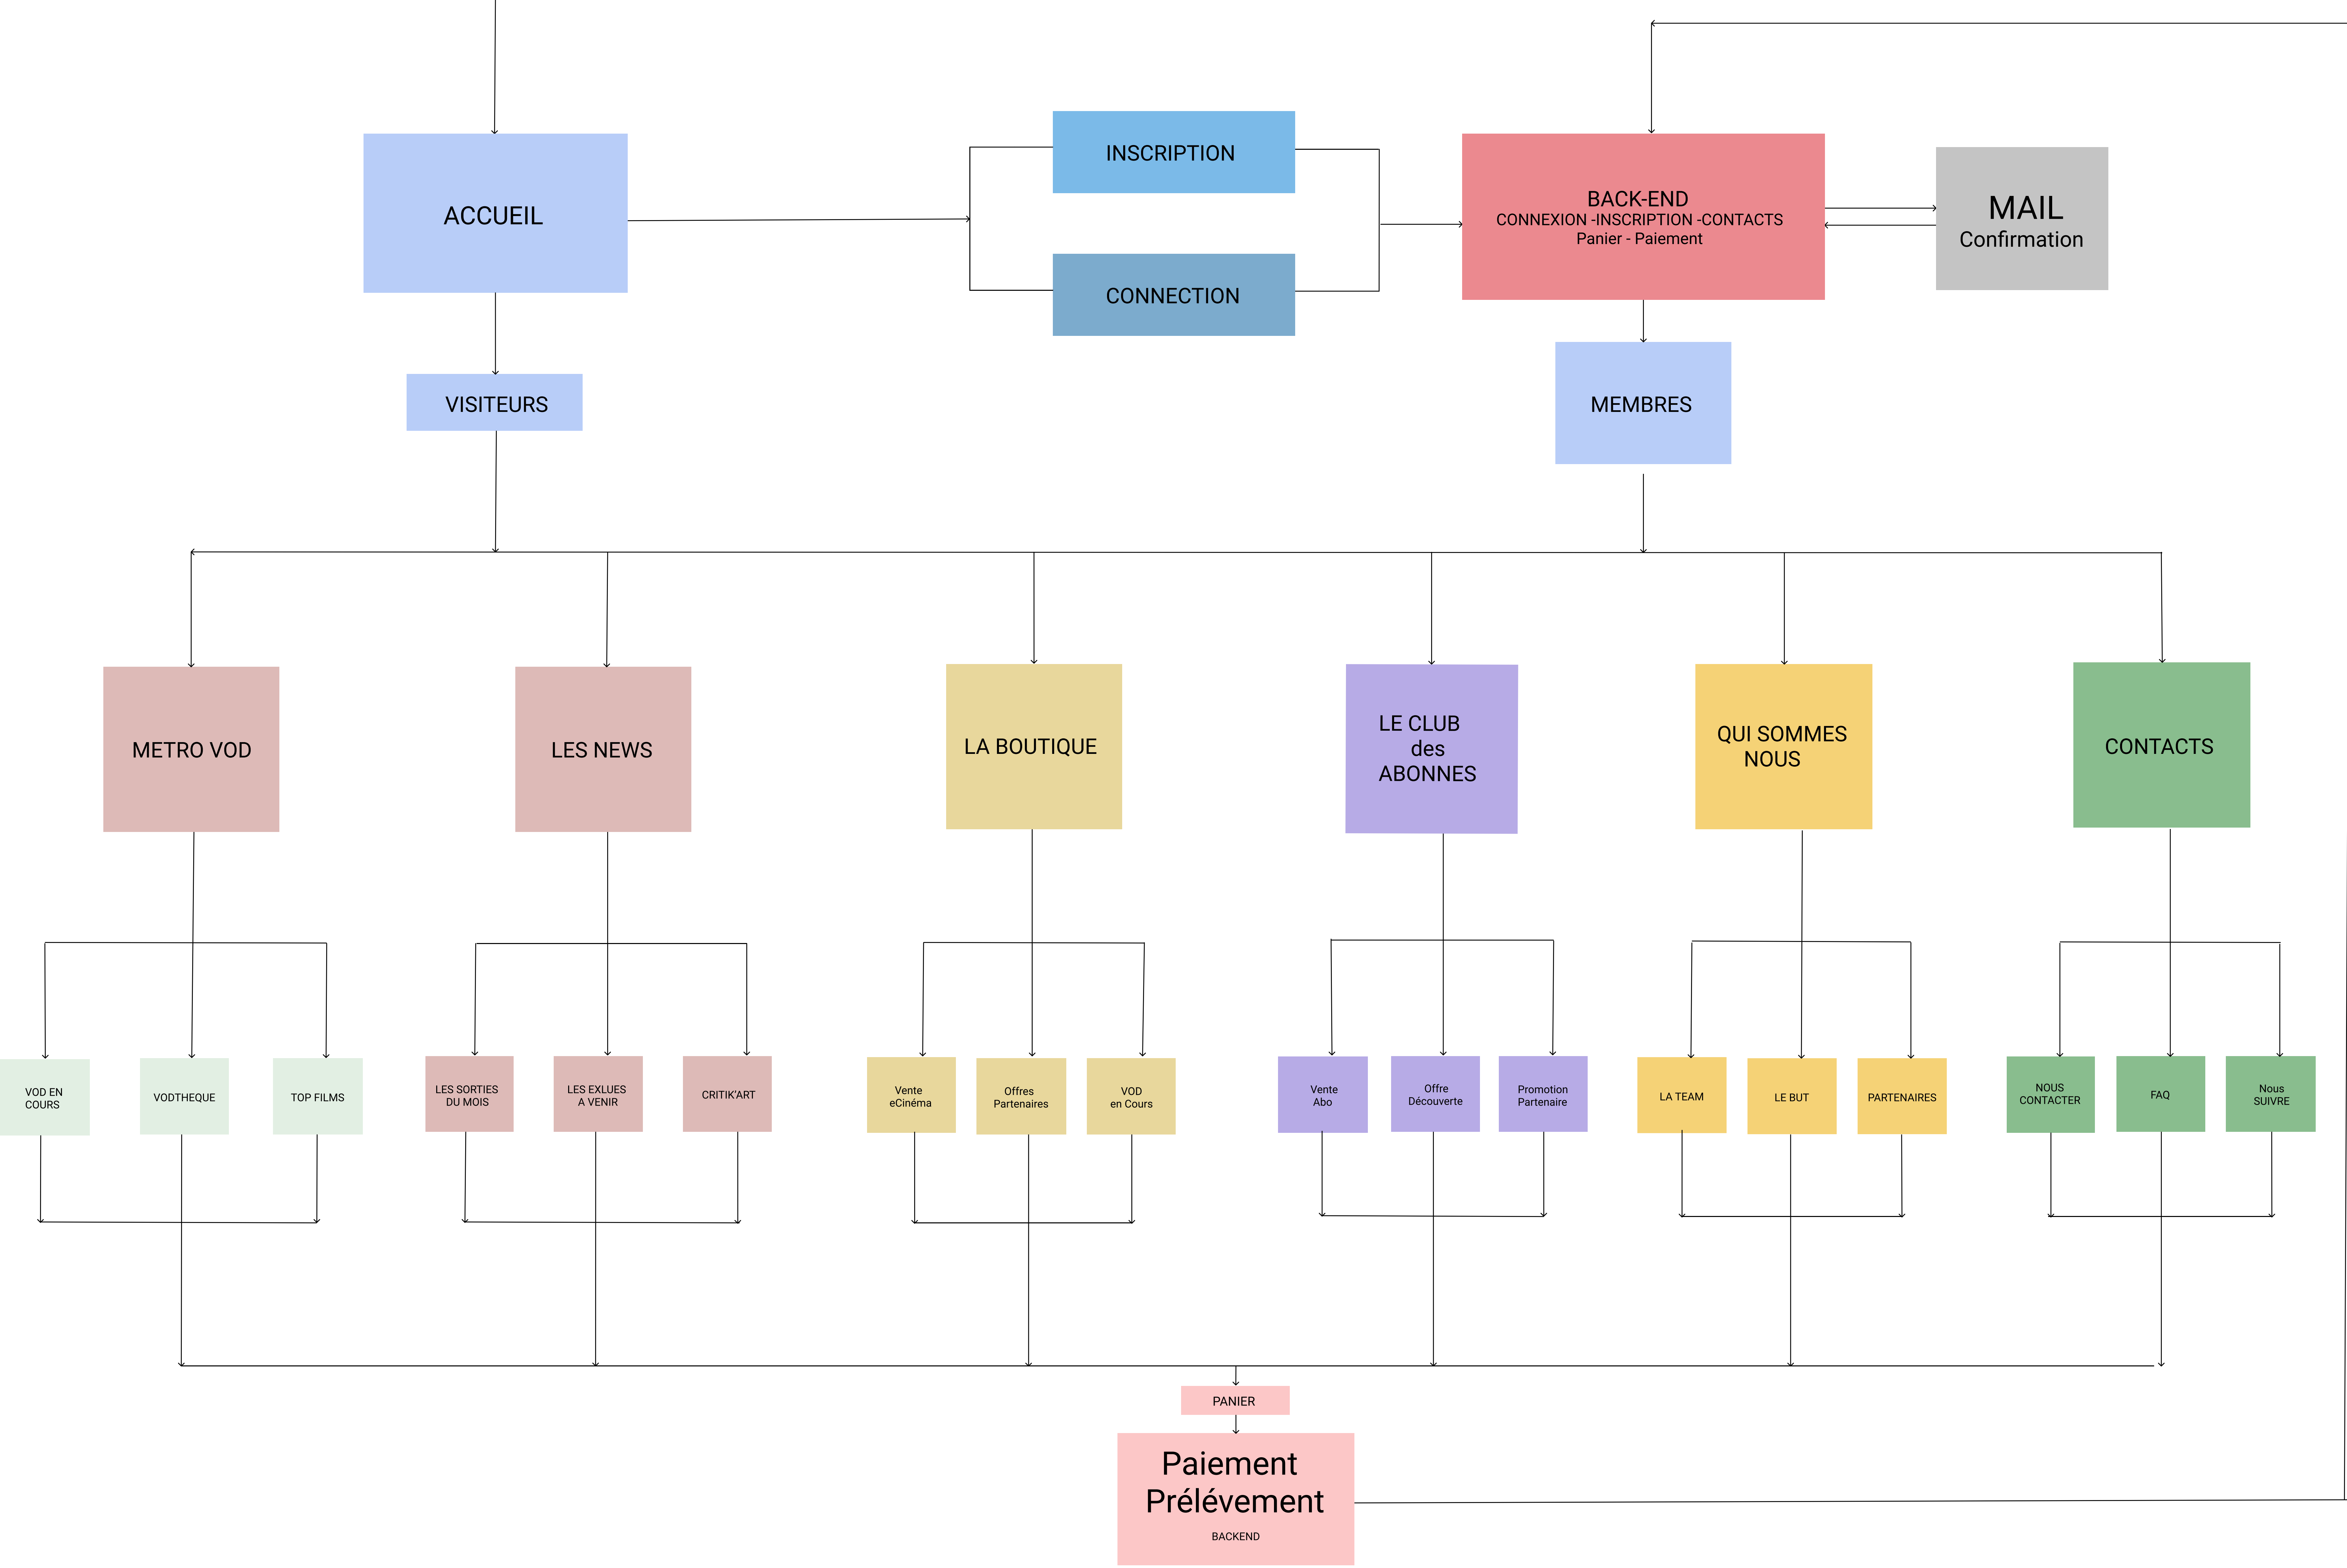 ACCUEIL
INSCRIPTION
CONNECTION
BACK-END
CONNEXION -INSCRIPTION -CONTACTS
Panier - Paiement
MAIL
Confirmation
VISITEURS
MEMBRES
METRO VOD
LES NEWS
LA BOUTIQUE
LE CLUB
des
ABONNES
QUI SOMMES
NOUS
CONTACTS
VOD EN
COURS
VODTHEQUE
TOP FILMS
LES SORTIES
DU MOIS
LES EXLUES
A VENIR
CRITIK'ART
Vente
eCinéma
Offres
Partenaires
VOD
en Cours
Vente
Abo
Offre
Découverte
Promotion
Partenaire
LA TEAM
LE BUT
PARTENAIRES
NOUS
CONTACTER
FAQ
Nous
SUIVRE
PANIER
Paiement
Prélévement
BACKEND